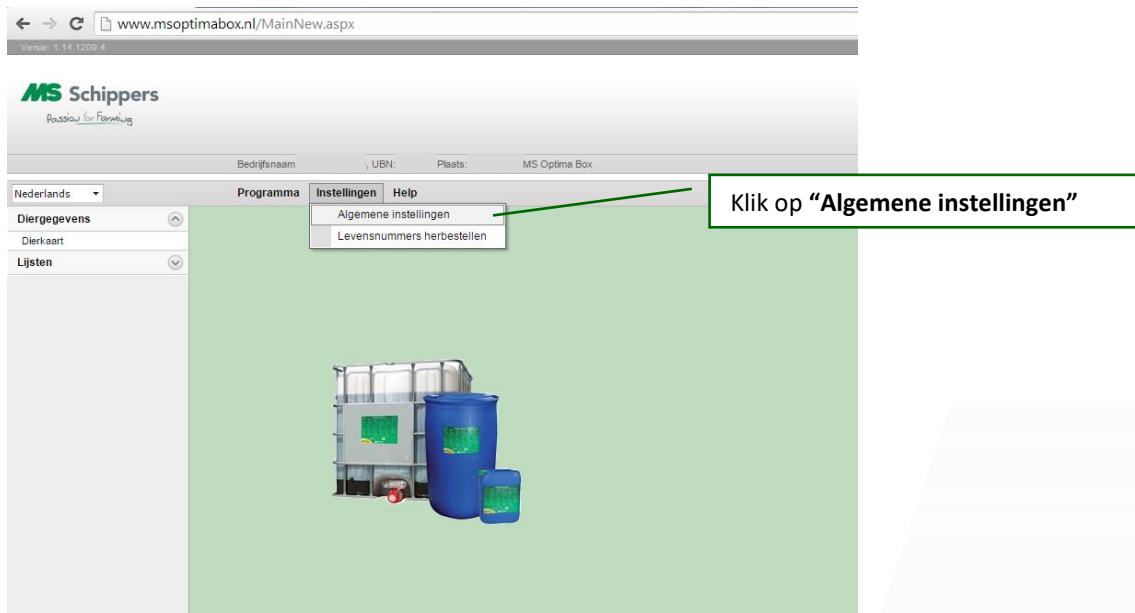 www.msoptimabox.nl/MainNew.aspx
Versie: 1.14.1209.4
MS Schippers
Passion for Farming
Bedrijfsnaam , UBN: Plaats: MS Optima Box
Nederlands Programma Instellingen Help
Algemene instellingen
Levensnummers herbestellen
Klik op “Algemene instellingen”
Diergegevens
Dierkaart
Lijsten